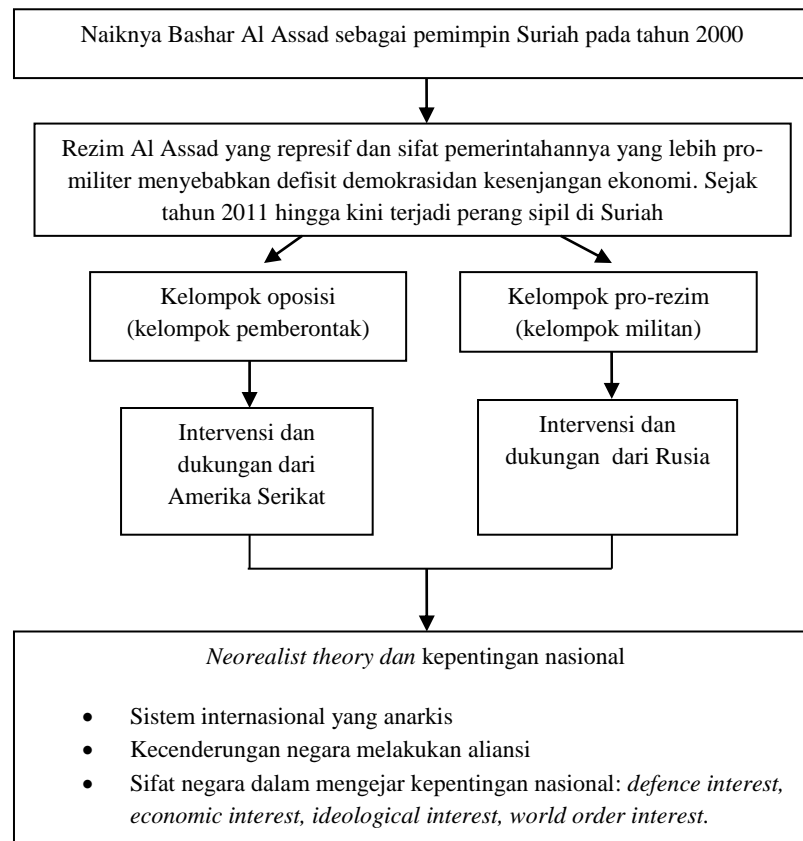 Naiknya Bashar Al Assad sebagai pemimpin Suriah pada tahun 2000
Rezim Al Assad yang represif dan sifat pemerintahannya yang lebih pro-
militer menyebabkan defisit demokrasidan kesenjangan ekonomi. Sejak
tahun 2011 hingga kini terjadi perang sipil di Suriah
Kelompok oposisi
(kelompok pemberontak)
Kelompok pro-rezim
(kelompok militan)
Intervensi dan
dukungan dari
Amerika Serikat
Intervensi dan
dukungan dari Rusia
Neorealist theory dan kepentingan nasional
• Sistem internasional yang anarkis
• Kecenderungan negara melakukan aliansi
• Sifat negara dalam mengejar kepentingan nasional: defence interest,
economic interest, ideological interest, world order interest.